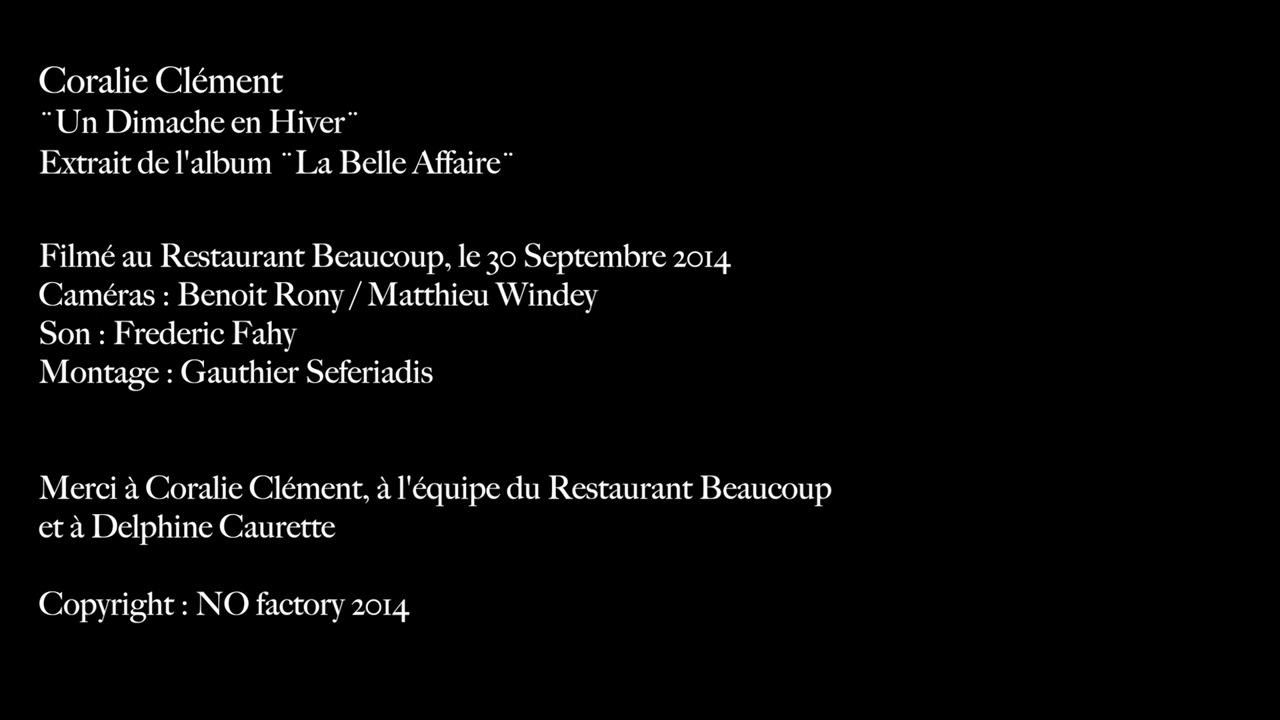 Coralie Clément
¨Un Dimache en Hiver¨
Extrait de l'album ¨La Belle Affaire¨
Filmé au Restaurant Beaucoup, le 30 Septembre 2014
Caméras : Benoit Rony / Matthieu Windey
Son : Frederic Fahy
Montage : Gauthier Seferiadis
Merci à Coralie Clément, à l'équipe du Restaurant Beaucoup
et à Delphine Caurette
Copyright : NO factory 2014